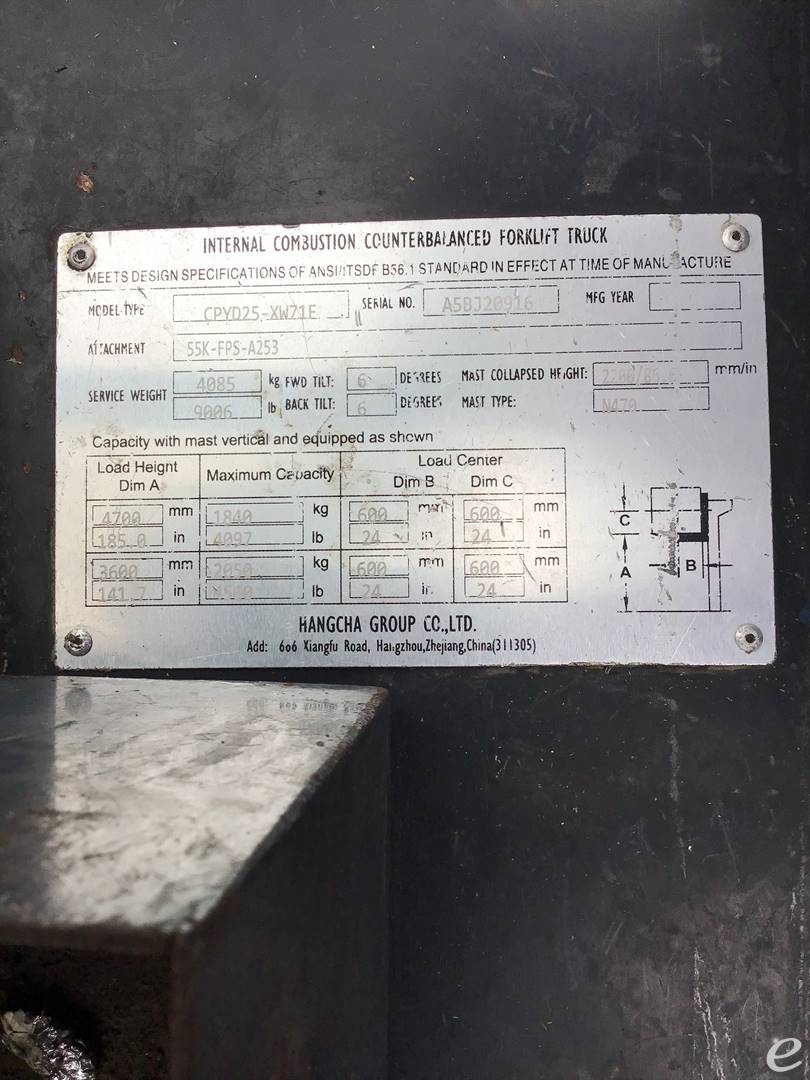 INTERNAL COMBUSTION COUNTERBALANCED FORKLIFT TRUCK
MEETS DESIGN SPECIFICATIONS OF ANSI/ITSDF B56.1 STANDARD IN EFFECT AT TIME OF MANUFACTURE
MODEL TYPE CPYD25-XW71F SERIAL NO. A5BJ20916 MFG YEAR
ATTACHMENT 55K-FPS-A253
SERVICE WEIGHT 4085 kg FWD TILT: 6 DEGREES MAST COLLAPSED HEIGHT: mm/in
9006 lb BACK TILT: 6 DEGREES MAST TYPE: N470
Capacity with mast vertical and equipped as shown
Load Height Dim A Maximum Capacity Load Center Dim B Dim C
4700 mm 1840 kg 600 mm 600 mm
185.0 in 4097 lb 24 in 24 in
3600 mm 2050 kg 600 mm 600 mm
141.7 in lb 24 in 24 in
C
A B
HANGCHA GROUP CO.,LTD.
Add: 666 Xiangfu Road, Hangzhou,Zhejiang,China(311305)
e